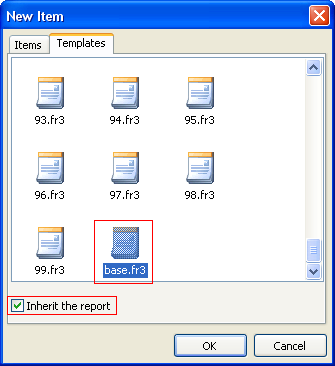 New Item
Items Templates
93.fr3 94.fr3 95.fr3
96.fr3 97.fr3 98.fr3
99.fr3 base.fr3
Inherit the report
OK Cancel